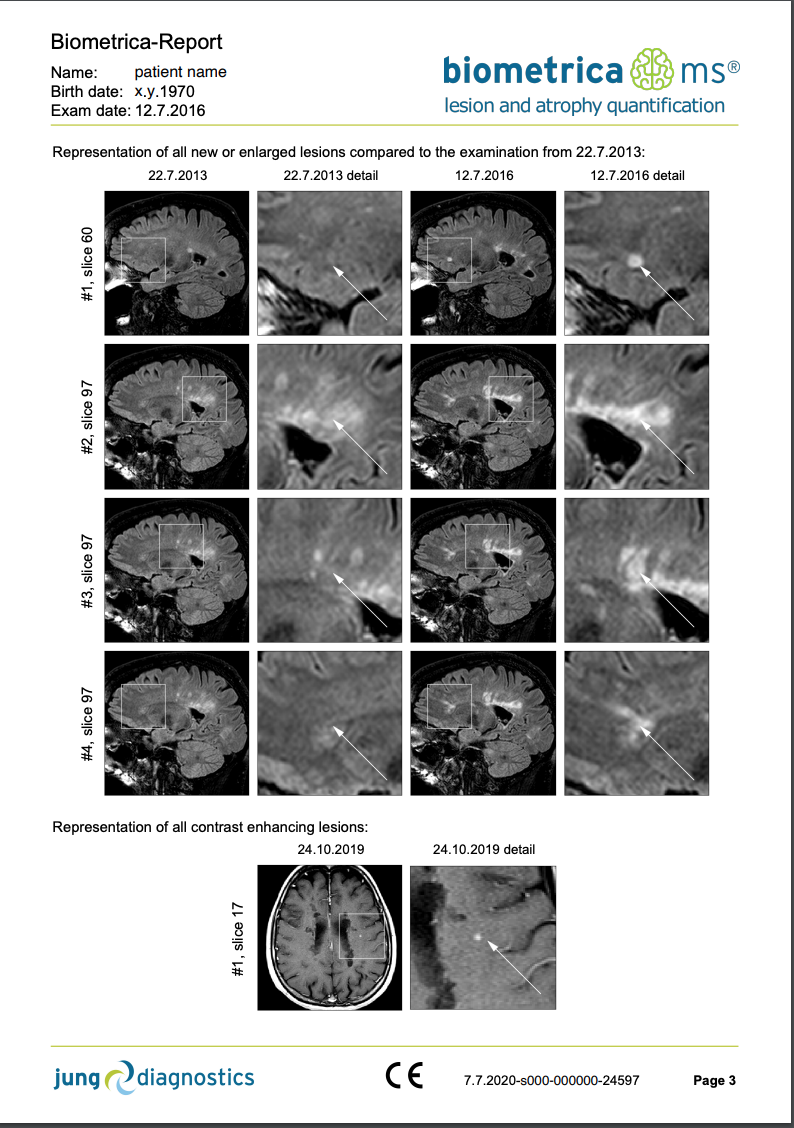 Biometrica-Report
Name: patient name
Birth date: x.y.1970
Exam date: 12.7.2016
biometrica ms®
lesion and atrophy quantification
Representation of all new or enlarged lesions compared to the examination from 22.7.2013:
22.7.2013 22.7.2013 detail 12.7.2016 12.7.2016 detail
#1, slice 60
#2, slice 97
#3, slice 97
#4, slice 97
Representation of all contrast enhancing lesions:
24.10.2019 24.10.2019 detail
#1, slice 17
jung diagnostics CE 7.7.2020-s000-000000-24597 Page 3